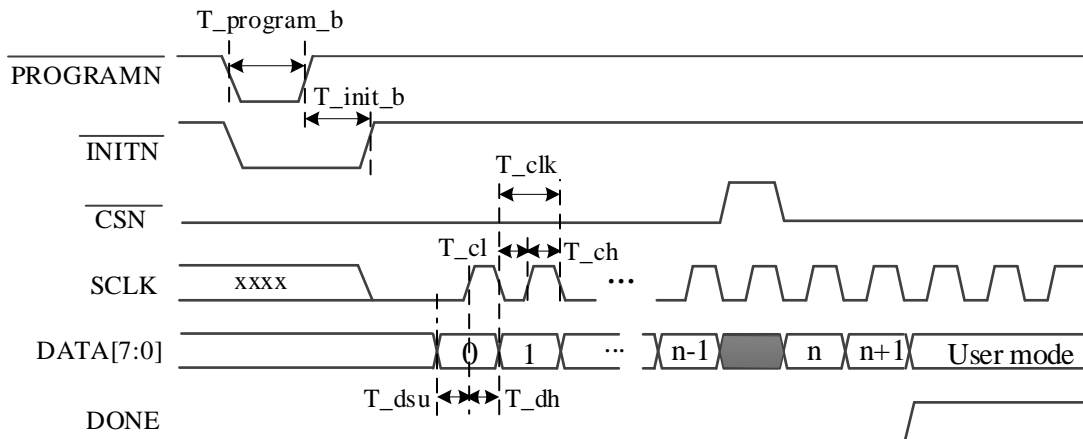 T_program_b
PROGRAMN
T_init_b
INITN
T_clk
CSN
T_cl
T_ch
SCLK
xxxx
...
DATA[7:0]
0
1
...
n-1
n
n+1
User mode
T_dsu
T_dh
DONE